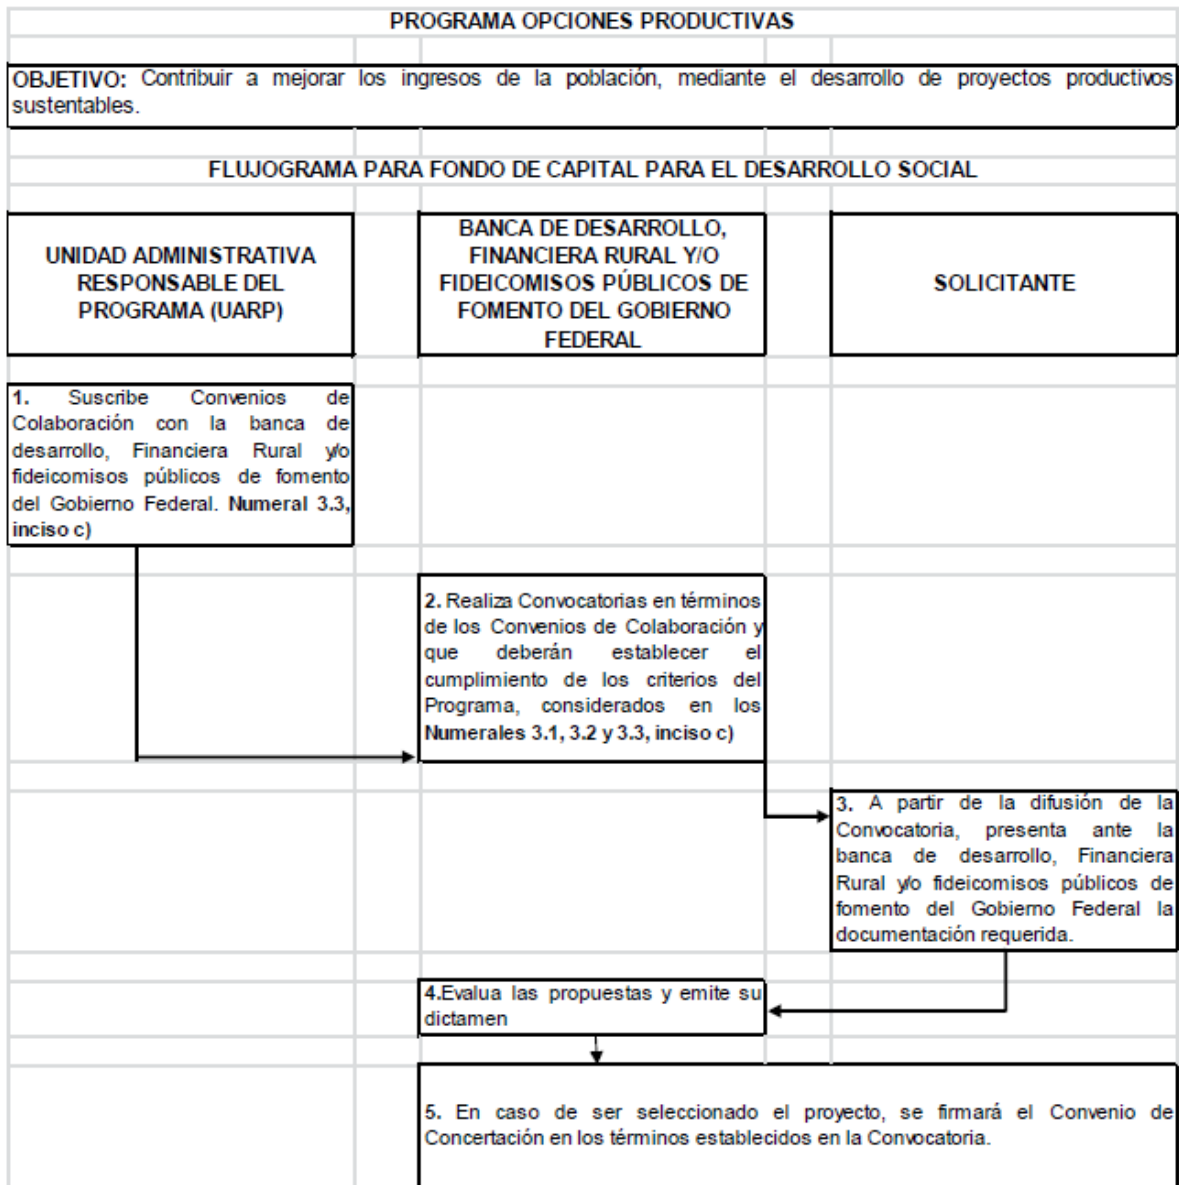 PROGRAMA OPCIONES PRODUCTIVAS
OBJETIVO: Contribuir a mejorar los ingresos de la población, mediante el desarrollo de proyectos productivos
sustentables.
FLUJOGRAMA PARA FONDO DE CAPITAL PARA EL DESARROLLO SOCIAL
UNIDAD ADMINISTRATIVA
RESPONSABLE DEL
PROGRAMA (UARP)
BANCA DE DESARROLLO,
FINANCIERA RURAL Y/O
FIDEICOMISOS PÚBLICOS DE
FOMENTO DEL GOBIERNO
FEDERAL
SOLICITANTE
1. Suscribe Convenios de
Colaboración con la banca de
desarrollo, Financiera Rural y/o
fideicomisos públicos de fomento
del Gobierno Federal. Numeral 3.3,
inciso c)
2. Realiza Convocatorias en términos
de los Convenios de Colaboración y
que deberán establecer el
cumplimiento de los criterios del
Programa, considerados en los
Numerales 3.1, 3.2 y 3.3, inciso c)
3. A partir de la difusión de la
Convocatoria, presenta ante la
banca de desarrollo, Financiera
Rural y/o fideicomisos públicos de
fomento del Gobierno Federal la
documentación requerida.
4.Evalua las propuestas y emite su
dictamen
5. En caso de ser seleccionado el proyecto, se firmará el Convenio de
Concertación en los términos establecidos en la Convocatoria.